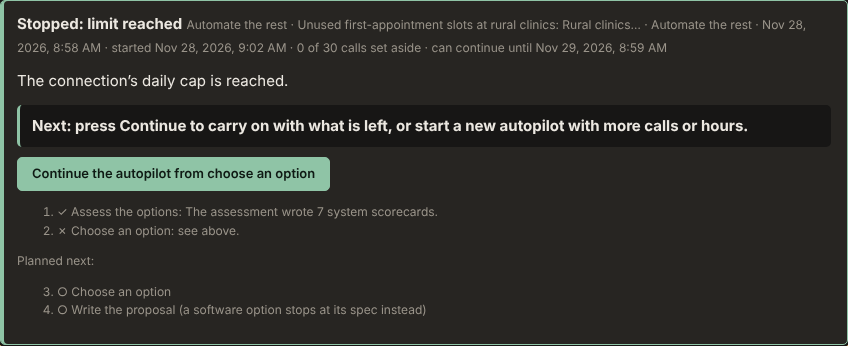 Stopped: limit reached Automate the rest · Unused first-appointment slots at rural clinics: Rural clinics... · Automate the rest · Nov 28,
2026, 8:58 AM · started Nov 28, 2026, 9:02 AM · 0 of 30 calls set aside · can continue until Nov 29, 2026, 8:59 AM
The connection’s daily cap is reached.
Next: press Continue to carry on with what is left, or start a new autopilot with more calls or hours.
Continue the autopilot from choose an option
1. ✓ Assess the options: The assessment wrote 7 system scorecards.
2. × Choose an option: see above.
Planned next:
3. ○ Choose an option
4. ○ Write the proposal (a software option stops at its spec instead)